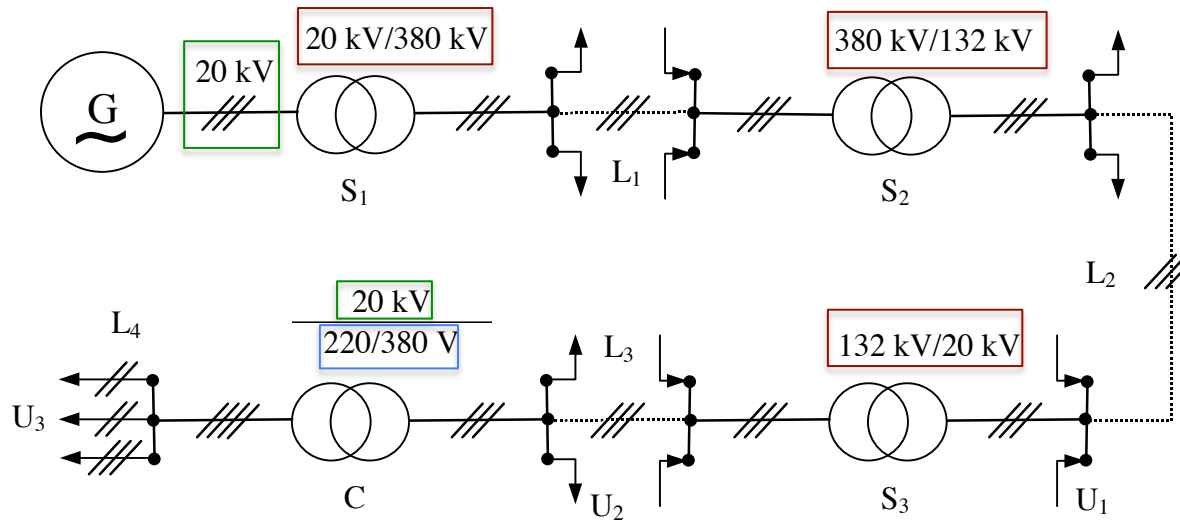 20 kV/380 kV
380 kV/132 kV
20 kV
G
S1
L1
S2
L2
20 kV
220/380 V
L4
L3
132 kV/20 kV
U3
C
U2
S3
U1